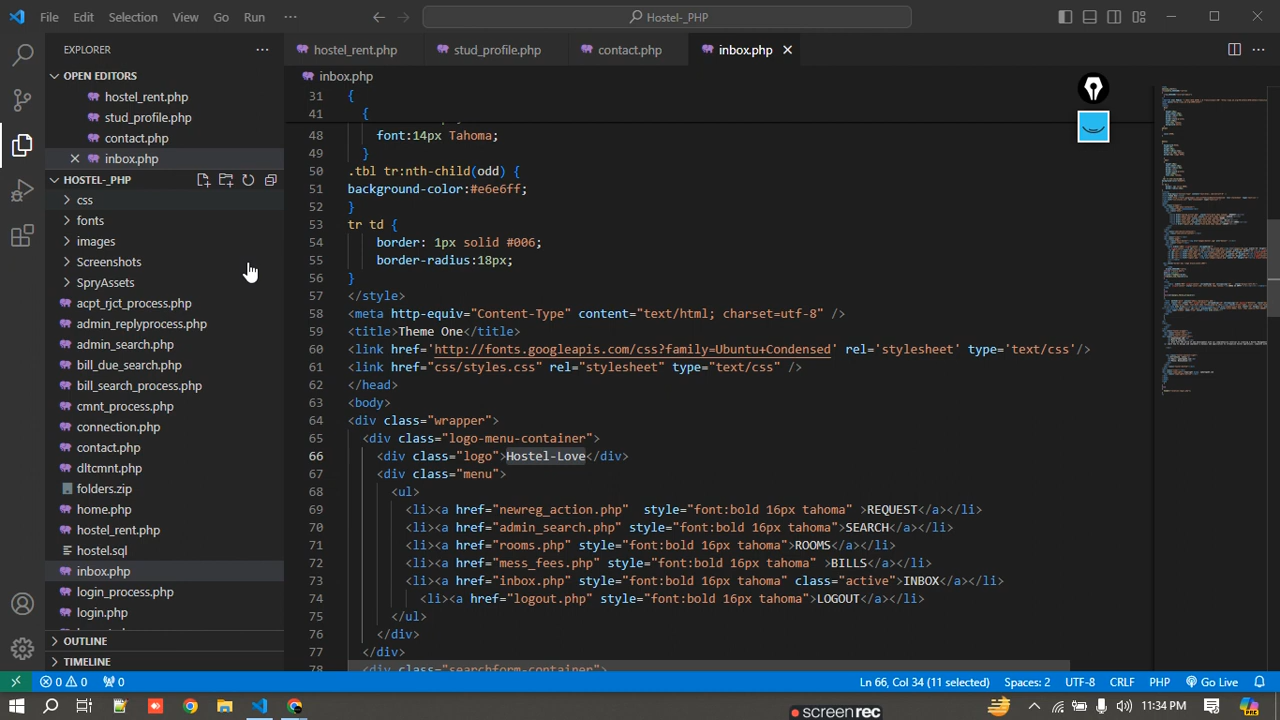 File Edit Selection View Go Run ···
Hostel-_PHP
EXPLORER
OPEN EDITORS
hostel_rent.php
stud_profile.php
contact.php
inbox.php
HOSTEL-_PHP
css
fonts
images
Screenshots
SpryAssets
acpt_rjct_process.php
admin_replyprocess.php
admin_search.php
bill_due_search.php
bill_search_process.php
cmnt_process.php
connection.php
contact.php
dltcmnt.php
folders.zip
home.php
hostel_rent.php
hostel.sql
inbox.php
login_process.php
login.php
OUTLINE
TIMELINE
hostel_rent.php stud_profile.php contact.php inbox.php
inbox.php
31 {
41 {
48 font:14px Tahoma;
49 }
50 .tbl tr:nth-child(odd) {
51 background-color:#e6e6ff;
52 }
53 tr td {
54 border: 1px solid #006;
55 border-radius:18px;
56 }
57 </style>
58 <meta http-equiv="Content-Type" content="text/html; charset=utf-8" />
59 <title>Theme One</title>
60 <link href='http://fonts.googleapis.com/css?family=Ubuntu+Condensed' rel='stylesheet' type='text/css'/>
61 <link href="css/styles.css" rel="stylesheet" type="text/css" />
62 </head>
63 <body>
64 <div class="wrapper">
65 <div class="logo-menu-container">
66 <div class="logo">Hostel-Love</div>
67 <div class="menu">
68 <ul>
69 <li><a href="newreg_action.php" style="font:bold 16px tahoma" >REQUEST</a></li>
70 <li><a href="admin_search.php" style="font:bold 16px tahoma">SEARCH</a></li>
71 <li><a href="rooms.php" style="font:bold 16px tahoma">ROOMS</a></li>
72 <li><a href="mess_fees.php" style="font:bold 16px tahoma" >BILLS</a></li>
73 <li><a href="inbox.php" style="font:bold 16px tahoma" class="active">INBOX</a></li>
74 <li><a href="logout.php" style="font:bold 16px tahoma">LOGOUT</a></li>
75 </ul>
76 </div>
77 </div>
78 <div class="searchform-container">
0 0 0 Ln 66, Col 34 (11 selected) Spaces: 2 UTF-8 CRLF PHP Go Live
11:34 PM
screenrec